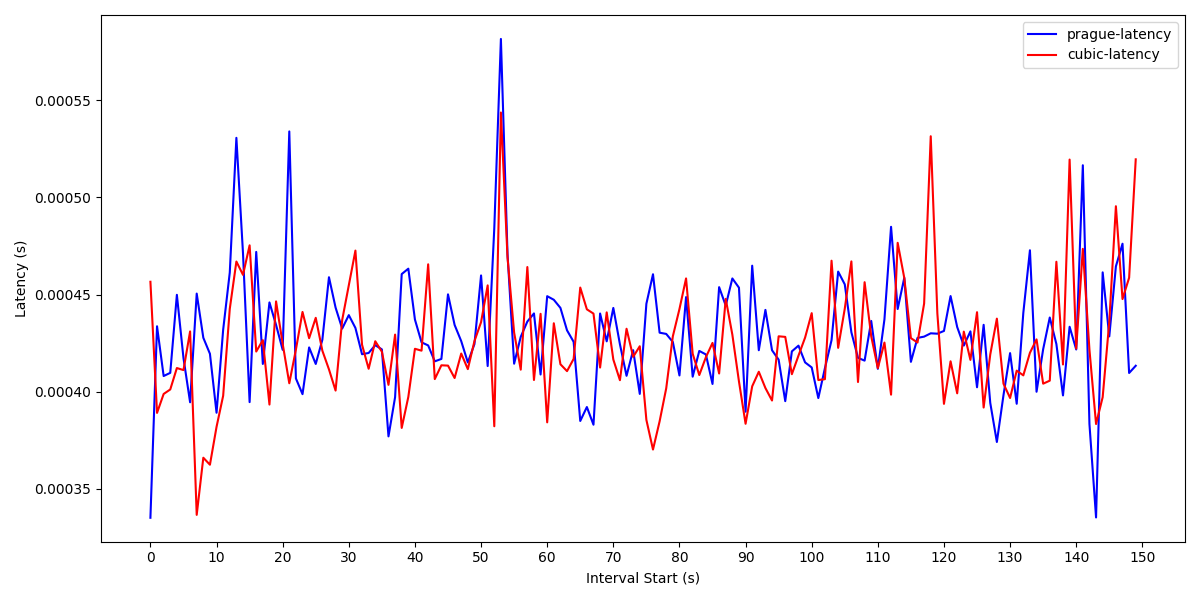 prague-latency
cubic-latency
0.00055
0.00050
0.00045
0.00040
0.00035
Latency (s)
0 10 20 30 40 50 60 70 80 90 100 110 120 130 140 150
Interval Start (s)